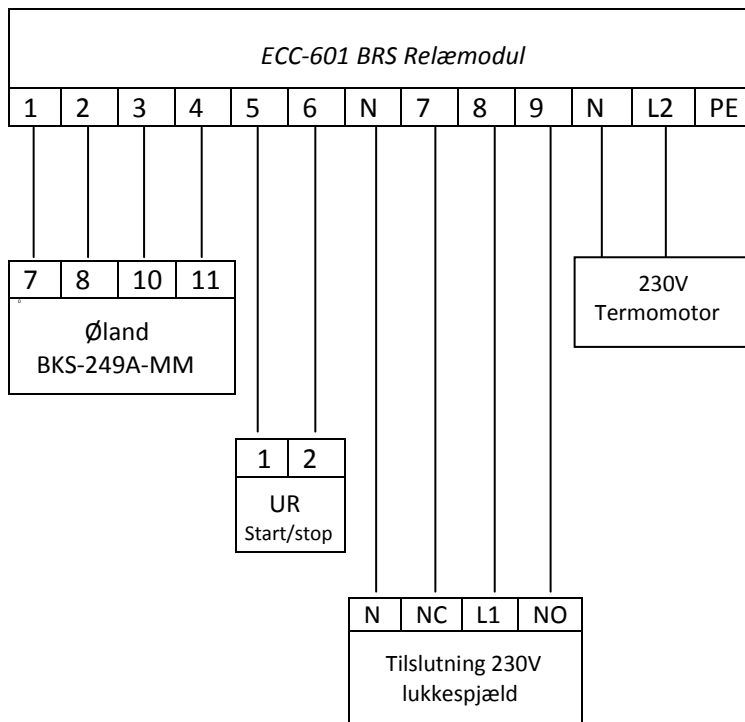 ECC-601 BRS Relæmodul
1 2 3 4 5 6 N 7 8 9 N L2 PE
7 8 10 11
Øland
BKS-249A-MM
230V
Termomotor
1 2
UR
Start/stop
N NC L1 NO
Tilslutning 230V
lukkespjæld